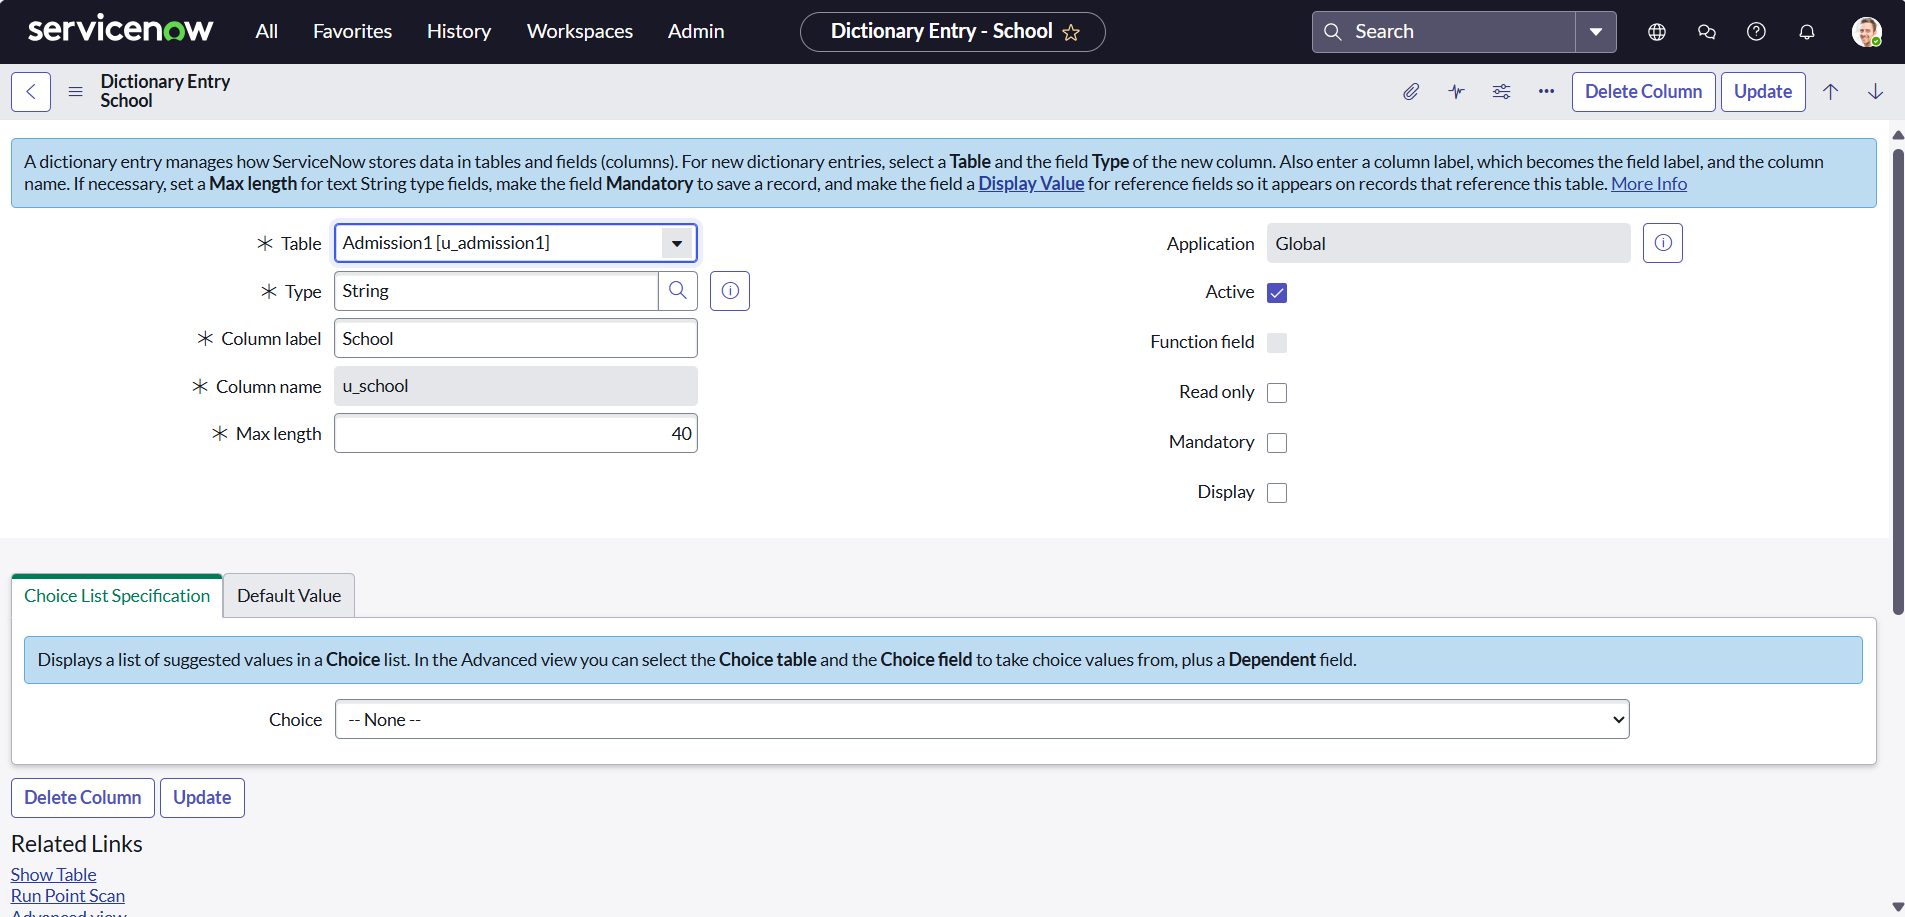 servicenow All Favorites History Workspaces Admin Dictionary Entry - School Search
Dictionary Entry
School
Delete Column Update
A dictionary entry manages how ServiceNow stores data in tables and fields (columns). For new dictionary entries, select a Table and the field Type of the new column. Also enter a column label, which becomes the field label, and the column
name. If necessary, set a Max length for text String type fields, make the field Mandatory to save a record, and make the field a Display Value for reference fields so it appears on records that reference this table. More Info
Table Admission1 [u_admission1]
Type String
Column label School
Column name u_school
Max length 40
Application Global
Active
Function field
Read only
Mandatory
Display
Choice List Specification Default Value
Displays a list of suggested values in a Choice list. In the Advanced view you can select the Choice table and the Choice field to take choice values from, plus a Dependent field.
Choice -- None --
Delete Column Update
Related Links
Show Table
Run Point Scan
Advanced view